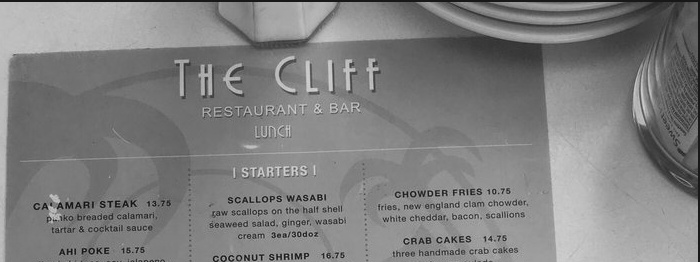 THE CLIFF
RESTAURANT & BAR
LUNCH
| STARTERS |
CALAMARI STEAK 13.75
panko breaded calamari,
tartar & cocktail sauce
AHI POKE 15.75
jalapeno
SCALLOPS WASABI
raw scallops on the half shell
seaweed salad, ginger, wasabi
cream 3ea/30doz
COCONUT SHRIMP 16.75
CHOWDER FRIES 10.75
fries, new england clam chowder,
white cheddar, bacon, scallions
CRAB CAKES 14.75
three handmade crab cakes
Sweet